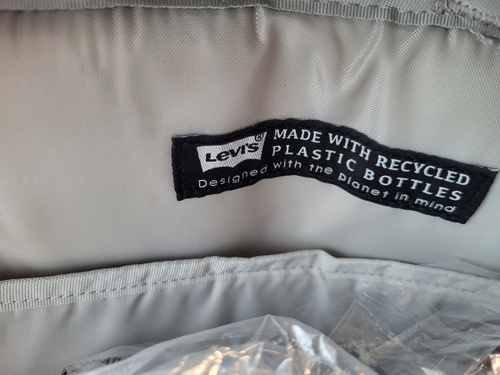 Levi's
MADE WITH RECYCLED
PLASTIC BOTTLES
Designed with the planet in mind